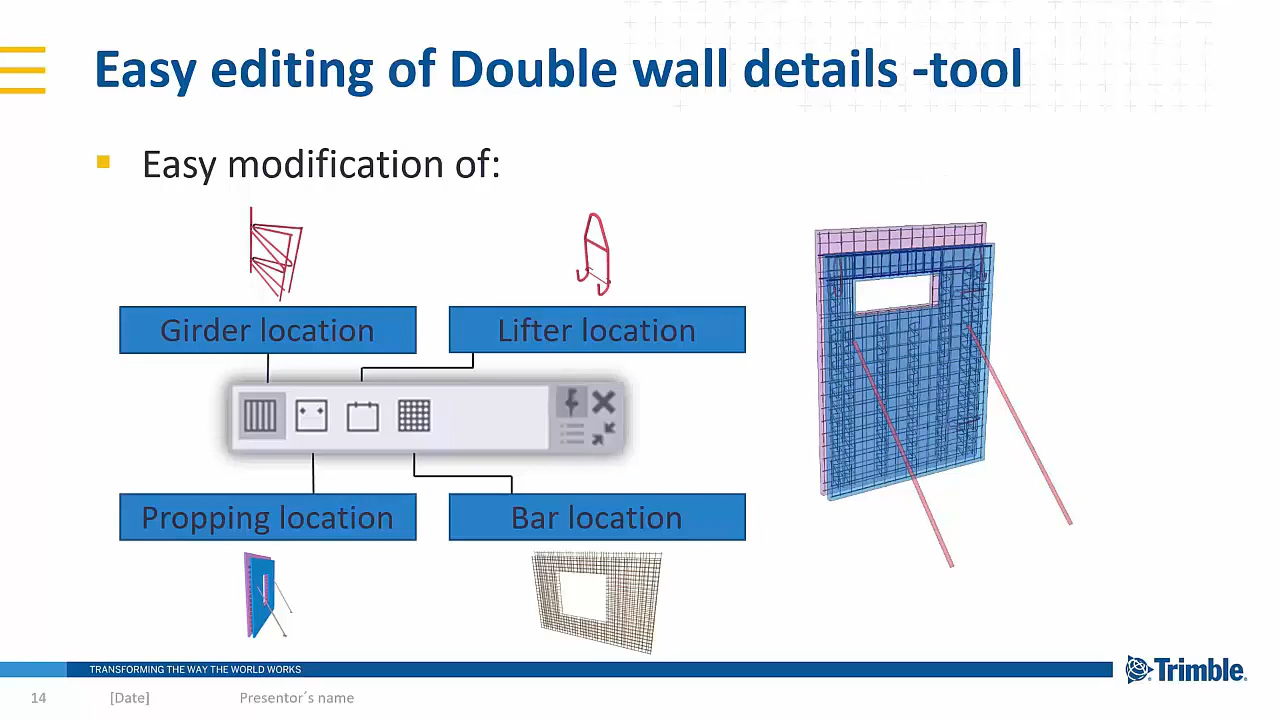 Easy editing of Double wall details -tool
Easy modification of:
Girder location
Lifter location
Propping location
Bar location
TRANSFORMING THE WAY THE WORLD WORKS
Trimble
14
[Date]
Presentor´s name